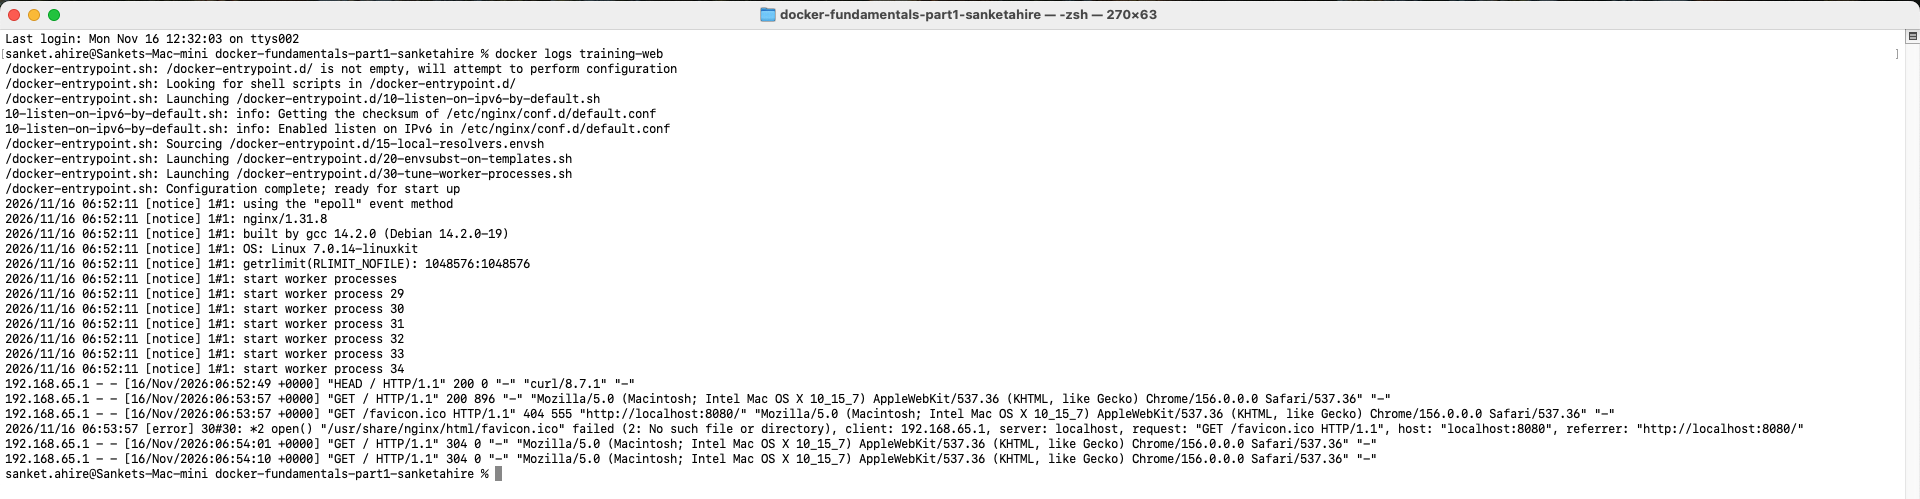 docker-fundamentals-part1-sanketahire — -zsh — 270×63
Last login: Mon Nov 16 12:32:03 on ttys002
[sanket.ahire@Sankets-Mac-mini docker-fundamentals-part1-sanketahire % docker logs training-web ]
/docker-entrypoint.sh: /docker-entrypoint.d/ is not empty, will attempt to perform configuration
/docker-entrypoint.sh: Looking for shell scripts in /docker-entrypoint.d/
/docker-entrypoint.sh: Launching /docker-entrypoint.d/10-listen-on-ipv6-by-default.sh
10-listen-on-ipv6-by-default.sh: info: Getting the checksum of /etc/nginx/conf.d/default.conf
10-listen-on-ipv6-by-default.sh: info: Enabled listen on IPv6 in /etc/nginx/conf.d/default.conf
/docker-entrypoint.sh: Sourcing /docker-entrypoint.d/15-local-resolvers.envsh
/docker-entrypoint.sh: Launching /docker-entrypoint.d/20-envsubst-on-templates.sh
/docker-entrypoint.sh: Launching /docker-entrypoint.d/30-tune-worker-processes.sh
/docker-entrypoint.sh: Configuration complete; ready for start up
2026/11/16 06:52:11 [notice] 1#1: using the "epoll" event method
2026/11/16 06:52:11 [notice] 1#1: nginx/1.31.8
2026/11/16 06:52:11 [notice] 1#1: built by gcc 14.2.0 (Debian 14.2.0-19)
2026/11/16 06:52:11 [notice] 1#1: OS: Linux 7.0.14-linuxkit
2026/11/16 06:52:11 [notice] 1#1: getrlimit(RLIMIT_NOFILE): 1048576:1048576
2026/11/16 06:52:11 [notice] 1#1: start worker processes
2026/11/16 06:52:11 [notice] 1#1: start worker process 29
2026/11/16 06:52:11 [notice] 1#1: start worker process 30
2026/11/16 06:52:11 [notice] 1#1: start worker process 31
2026/11/16 06:52:11 [notice] 1#1: start worker process 32
2026/11/16 06:52:11 [notice] 1#1: start worker process 33
2026/11/16 06:52:11 [notice] 1#1: start worker process 34
192.168.65.1 - - [16/Nov/2026:06:52:49 +0000] "HEAD / HTTP/1.1" 200 0 "-" "curl/8.7.1" "-"
192.168.65.1 - - [16/Nov/2026:06:53:57 +0000] "GET / HTTP/1.1" 200 896 "-" "Mozilla/5.0 (Macintosh; Intel Mac OS X 10_15_7) AppleWebKit/537.36 (KHTML, like Gecko) Chrome/156.0.0.0 Safari/537.36" "-"
192.168.65.1 - - [16/Nov/2026:06:53:57 +0000] "GET /favicon.ico HTTP/1.1" 404 555 "http://localhost:8080/" "Mozilla/5.0 (Macintosh; Intel Mac OS X 10_15_7) AppleWebKit/537.36 (KHTML, like Gecko) Chrome/156.0.0.0 Safari/537.36" "-"
2026/11/16 06:53:57 [error] 30#30: *2 open() "/usr/share/nginx/html/favicon.ico" failed (2: No such file or directory), client: 192.168.65.1, server: localhost, request: "GET /favicon.ico HTTP/1.1", host: "localhost:8080", referrer: "http://localhost:8080/"
192.168.65.1 - - [16/Nov/2026:06:54:01 +0000] "GET / HTTP/1.1" 304 0 "-" "Mozilla/5.0 (Macintosh; Intel Mac OS X 10_15_7) AppleWebKit/537.36 (KHTML, like Gecko) Chrome/156.0.0.0 Safari/537.36" "-"
192.168.65.1 - - [16/Nov/2026:06:54:10 +0000] "GET / HTTP/1.1" 304 0 "-" "Mozilla/5.0 (Macintosh; Intel Mac OS X 10_15_7) AppleWebKit/537.36 (KHTML, like Gecko) Chrome/156.0.0.0 Safari/537.36" "-"
sanket.ahire@Sankets-Mac-mini docker-fundamentals-part1-sanketahire %